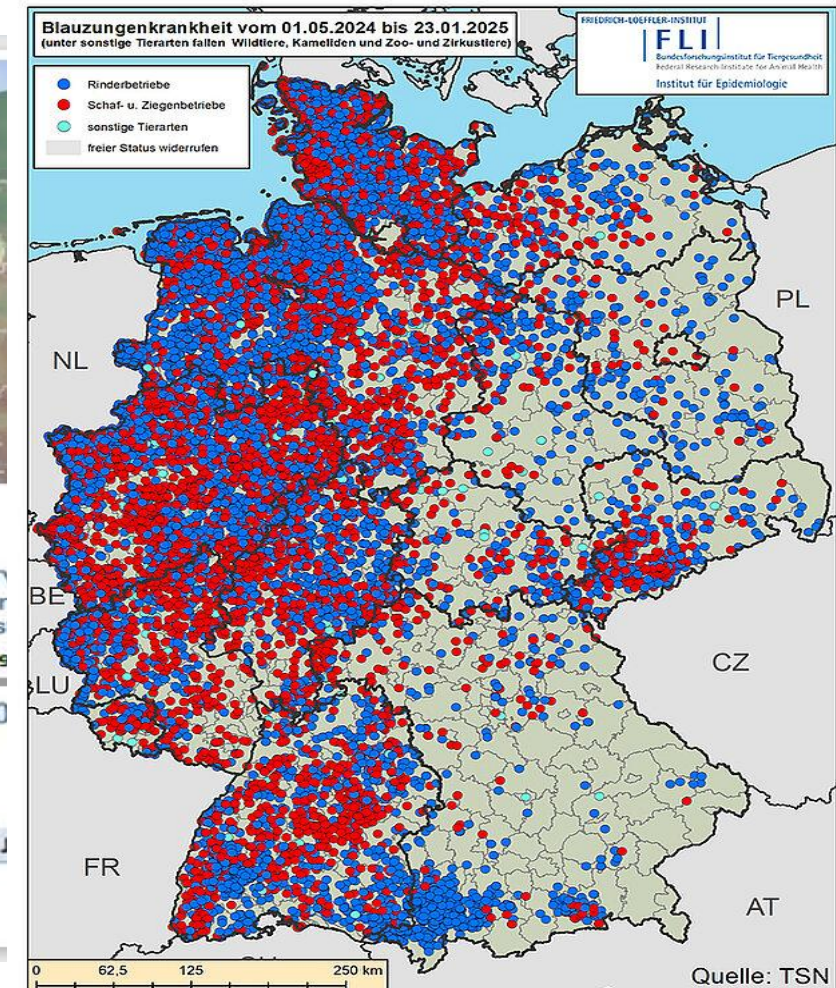 Blauzungenkrankheit vom 01.05.2024 bis 23.01.2025
(unter sonstige Tierarten fallen Wildtiere, Kameliden und Zoo- und Zirkustiere)
FRIEDRICH-LOEFFLER-INSTITUT
FLI
Bundesforschungsinstitut für Tiergesundheit
Federal Research Institute for Animal Health
Institut für Epidemiologie
Rinderbetriebe
Schaf- u. Ziegenbetriebe
sonstige Tierarten
freier Status widerrufen
PL
NL
BE
LU
CZ
FR
AT
0 62,5 125 250 km
Quelle: TSN